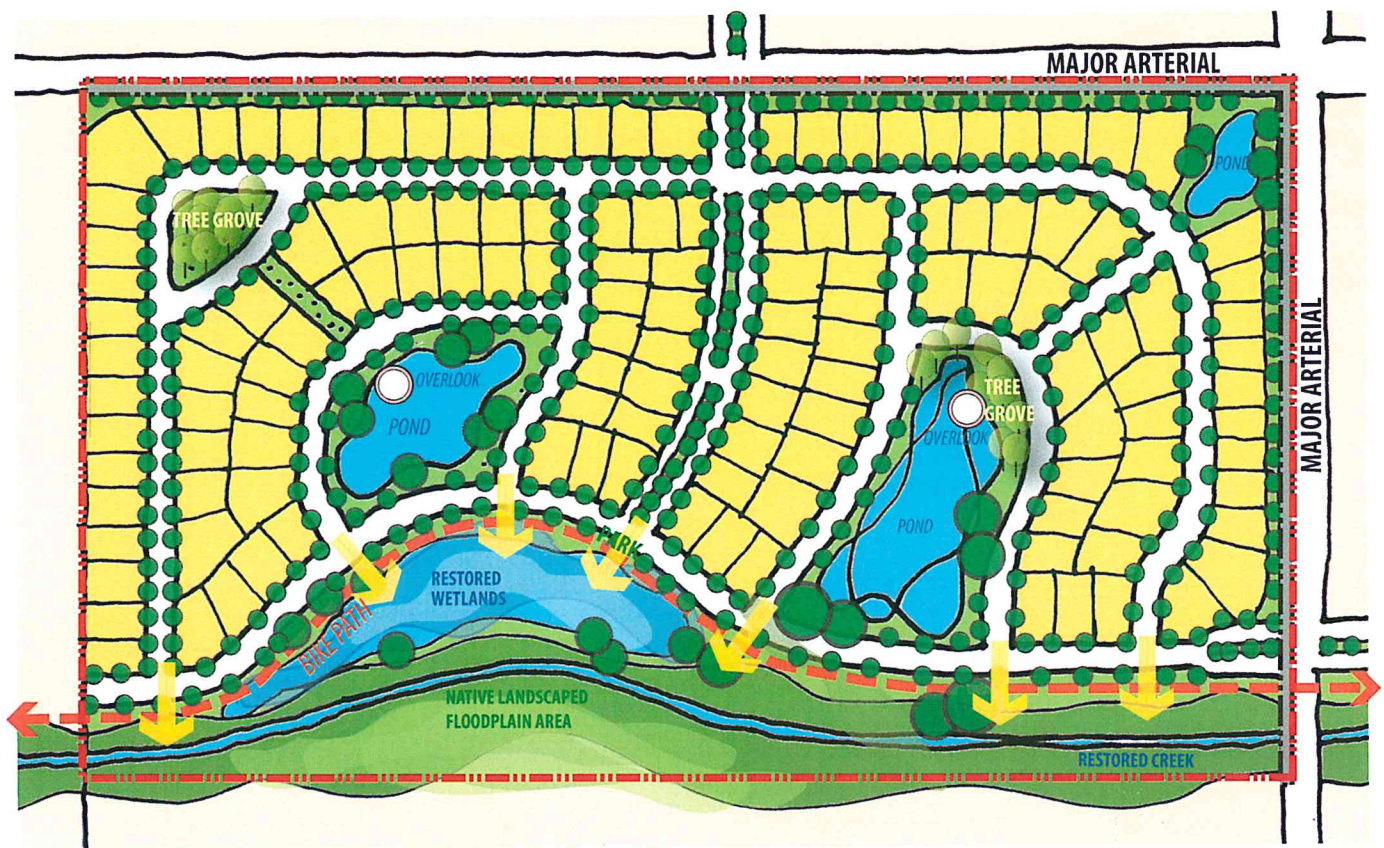 MAJOR ARTERIAL
POND
TREE GROVE
MAJOR ARTERIAL
OVERLOOK
POND
TREE
GROVE
OVERLOOK
POND
PARK
RESTORED
WETLANDS
BIKE PATH
NATIVE LANDSCAPED
FLOODPLAIN AREA
RESTORED CREEK